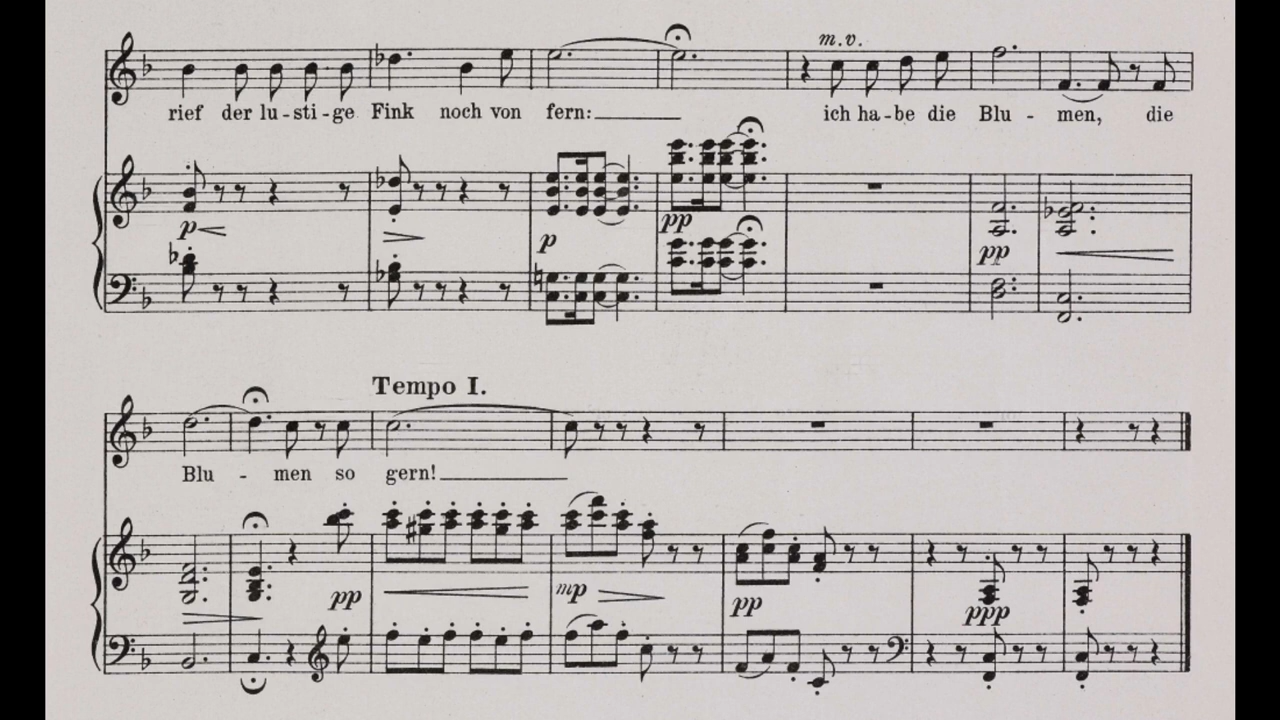 m.v.
rief der lu-sti-ge Fink noch von fern: ich ha-be die Blu - men, die
p
pp
p
pp
Tempo I.
Blu - men so gern!
pp
mp
pp
ppp